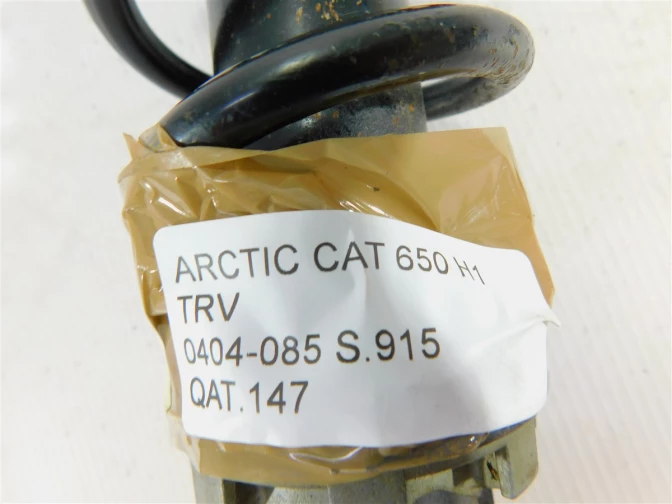 ARCTIC CAT 650 H1
TRV
0404-085 S.915
QAT.147